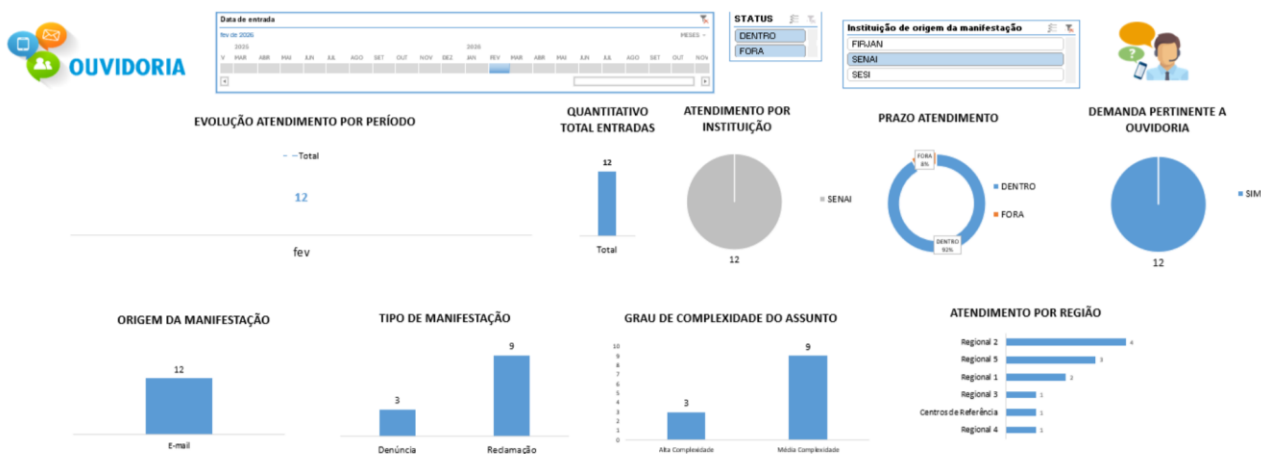 OUVIDORIA
Data de entrada
fev de 2026
MESES
2025
2026
V MAR ABR MAI JUN JUL AGO SET OUT NOV DEZ JAN FEV MAR ABR MAI JUN JUL AGO SET OUT NOV
STATUS
DENTRO
FORA
Instituição de origem da manifestação
FIRJAN
SENAI
SESI
EVOLUÇÃO ATENDIMENTO POR PERÍODO
Total
12
fev
QUANTITATIVO
TOTAL ENTRADAS
12
Total
ATENDIMENTO POR
INSTITUIÇÃO
SENAI
12
PRAZO ATENDIMENTO
FORA
8%
DENTRO
92%
DENTRO
FORA
DEMANDA PERTINENTE A
OUVIDORIA
SIM
12
ORIGEM DA MANIFESTAÇÃO
12
E-mail
TIPO DE MANIFESTAÇÃO
3
9
Denúncia
Reclamação
GRAU DE COMPLEXIDADE DO ASSUNTO
10
9
8
7
6
5
4
3
2
1
0
3
9
Alta Complexidade
Média Complexidade
ATENDIMENTO POR REGIÃO
Regional 2 4
Regional 5 3
Regional 1 2
Regional 3 1
Centros de Referência 1
Regional 4 1